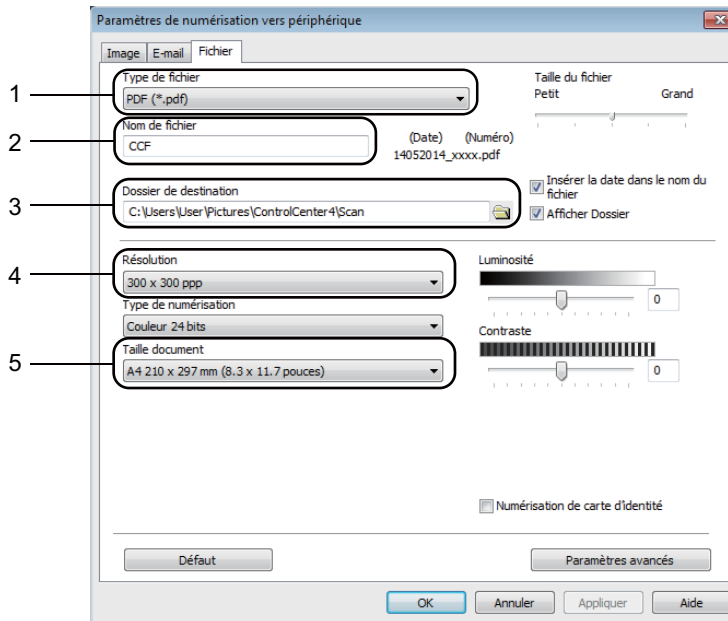 Paramètres de numérisation vers périphérique
Image E-mail Fichier
1
Type de fichier
PDF (*.pdf)
Taille du fichier
Petit Grand
2
Nom de fichier
CCF
(Date) (Numéro)
14052014_xxxx.pdf
3
Dossier de destination
C:\Users\User\Pictures\ControlCenter4\Scan
Insérer la date dans le nom du
fichier
Afficher Dossier
4
Résolution
300 x 300 ppp
Type de numérisation
Couleur 24 bits
5
Taille document
A4 210 x 297 mm (8.3 x 11.7 pouces)
Luminosité
0
Contraste
0
Numérisation de carte d'identité
Défaut
Paramètres avancés
OK Annuler Appliquer Aide